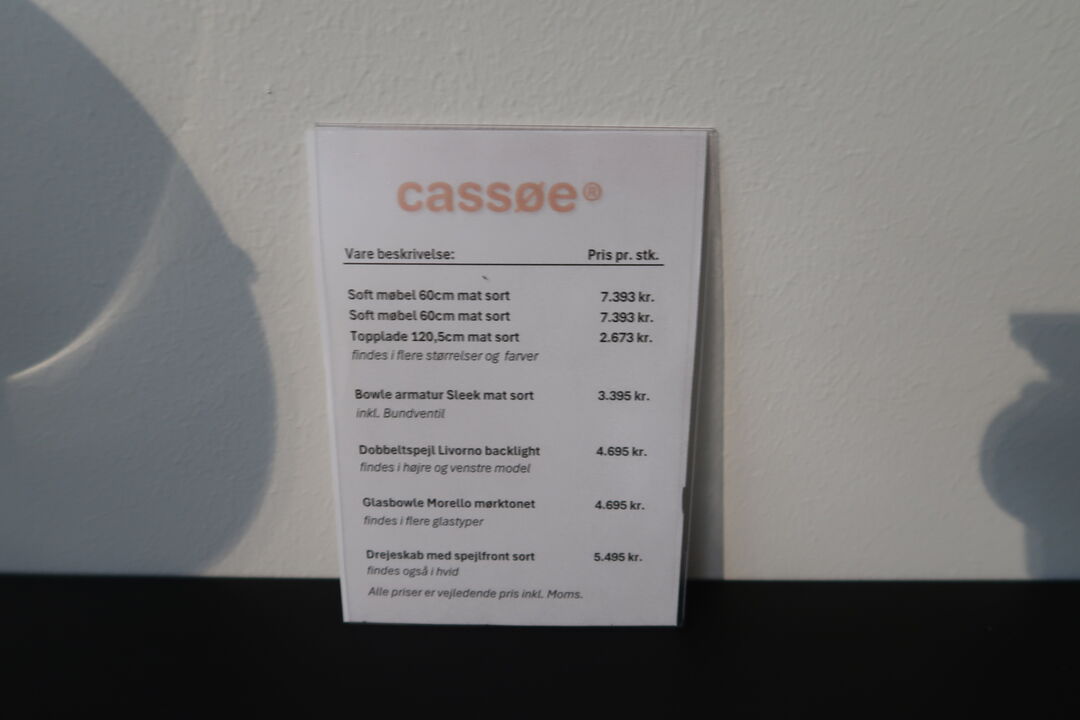 cassøe®
Vare beskrivelse: Pris pr. stk.
Soft møbel 60cm mat sort 7.393 kr.
Soft møbel 60cm mat sort 7.393 kr.
Topplade 120,5cm mat sort 2.673 kr.
findes i flere størrelser og farver
Bowle armatur Sleek mat sort 3.395 kr.
inkl. Bundventil
Dobbeltspejl Livorno backlight 4.695 kr.
findes i højre og venstre model
Glasbowle Morello mørktonet 4.695 kr.
findes i flere glastyper
Drejeskab med spejlfront sort 5.495 kr.
findes også i hvid
Alle priser er vejledende pris inkl. Moms.